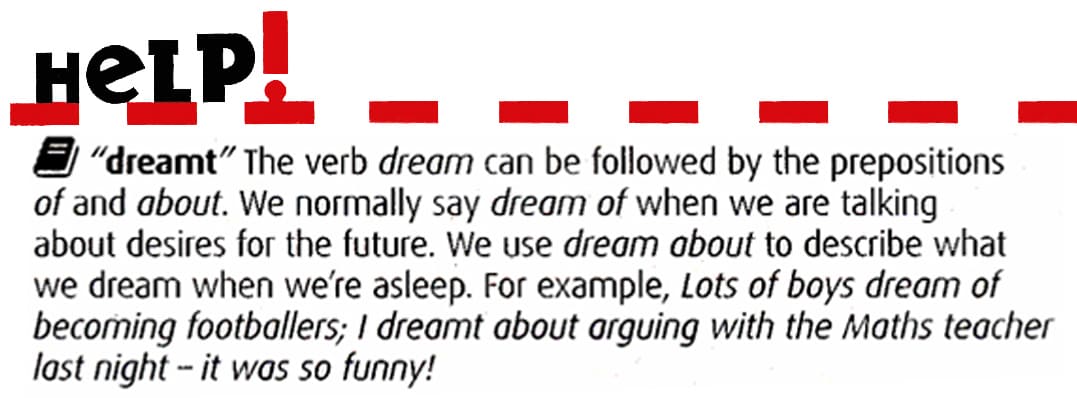 HeLP!
"dreamt" The verb dream can be followed by the prepositions
of and about. We normally say dream of when we are talking
about desires for the future. We use dream about to describe what
we dream when we're asleep. For example, Lots of boys dream of
becoming footballers; I dreamt about arguing with the Maths teacher
last night – it was so funny!